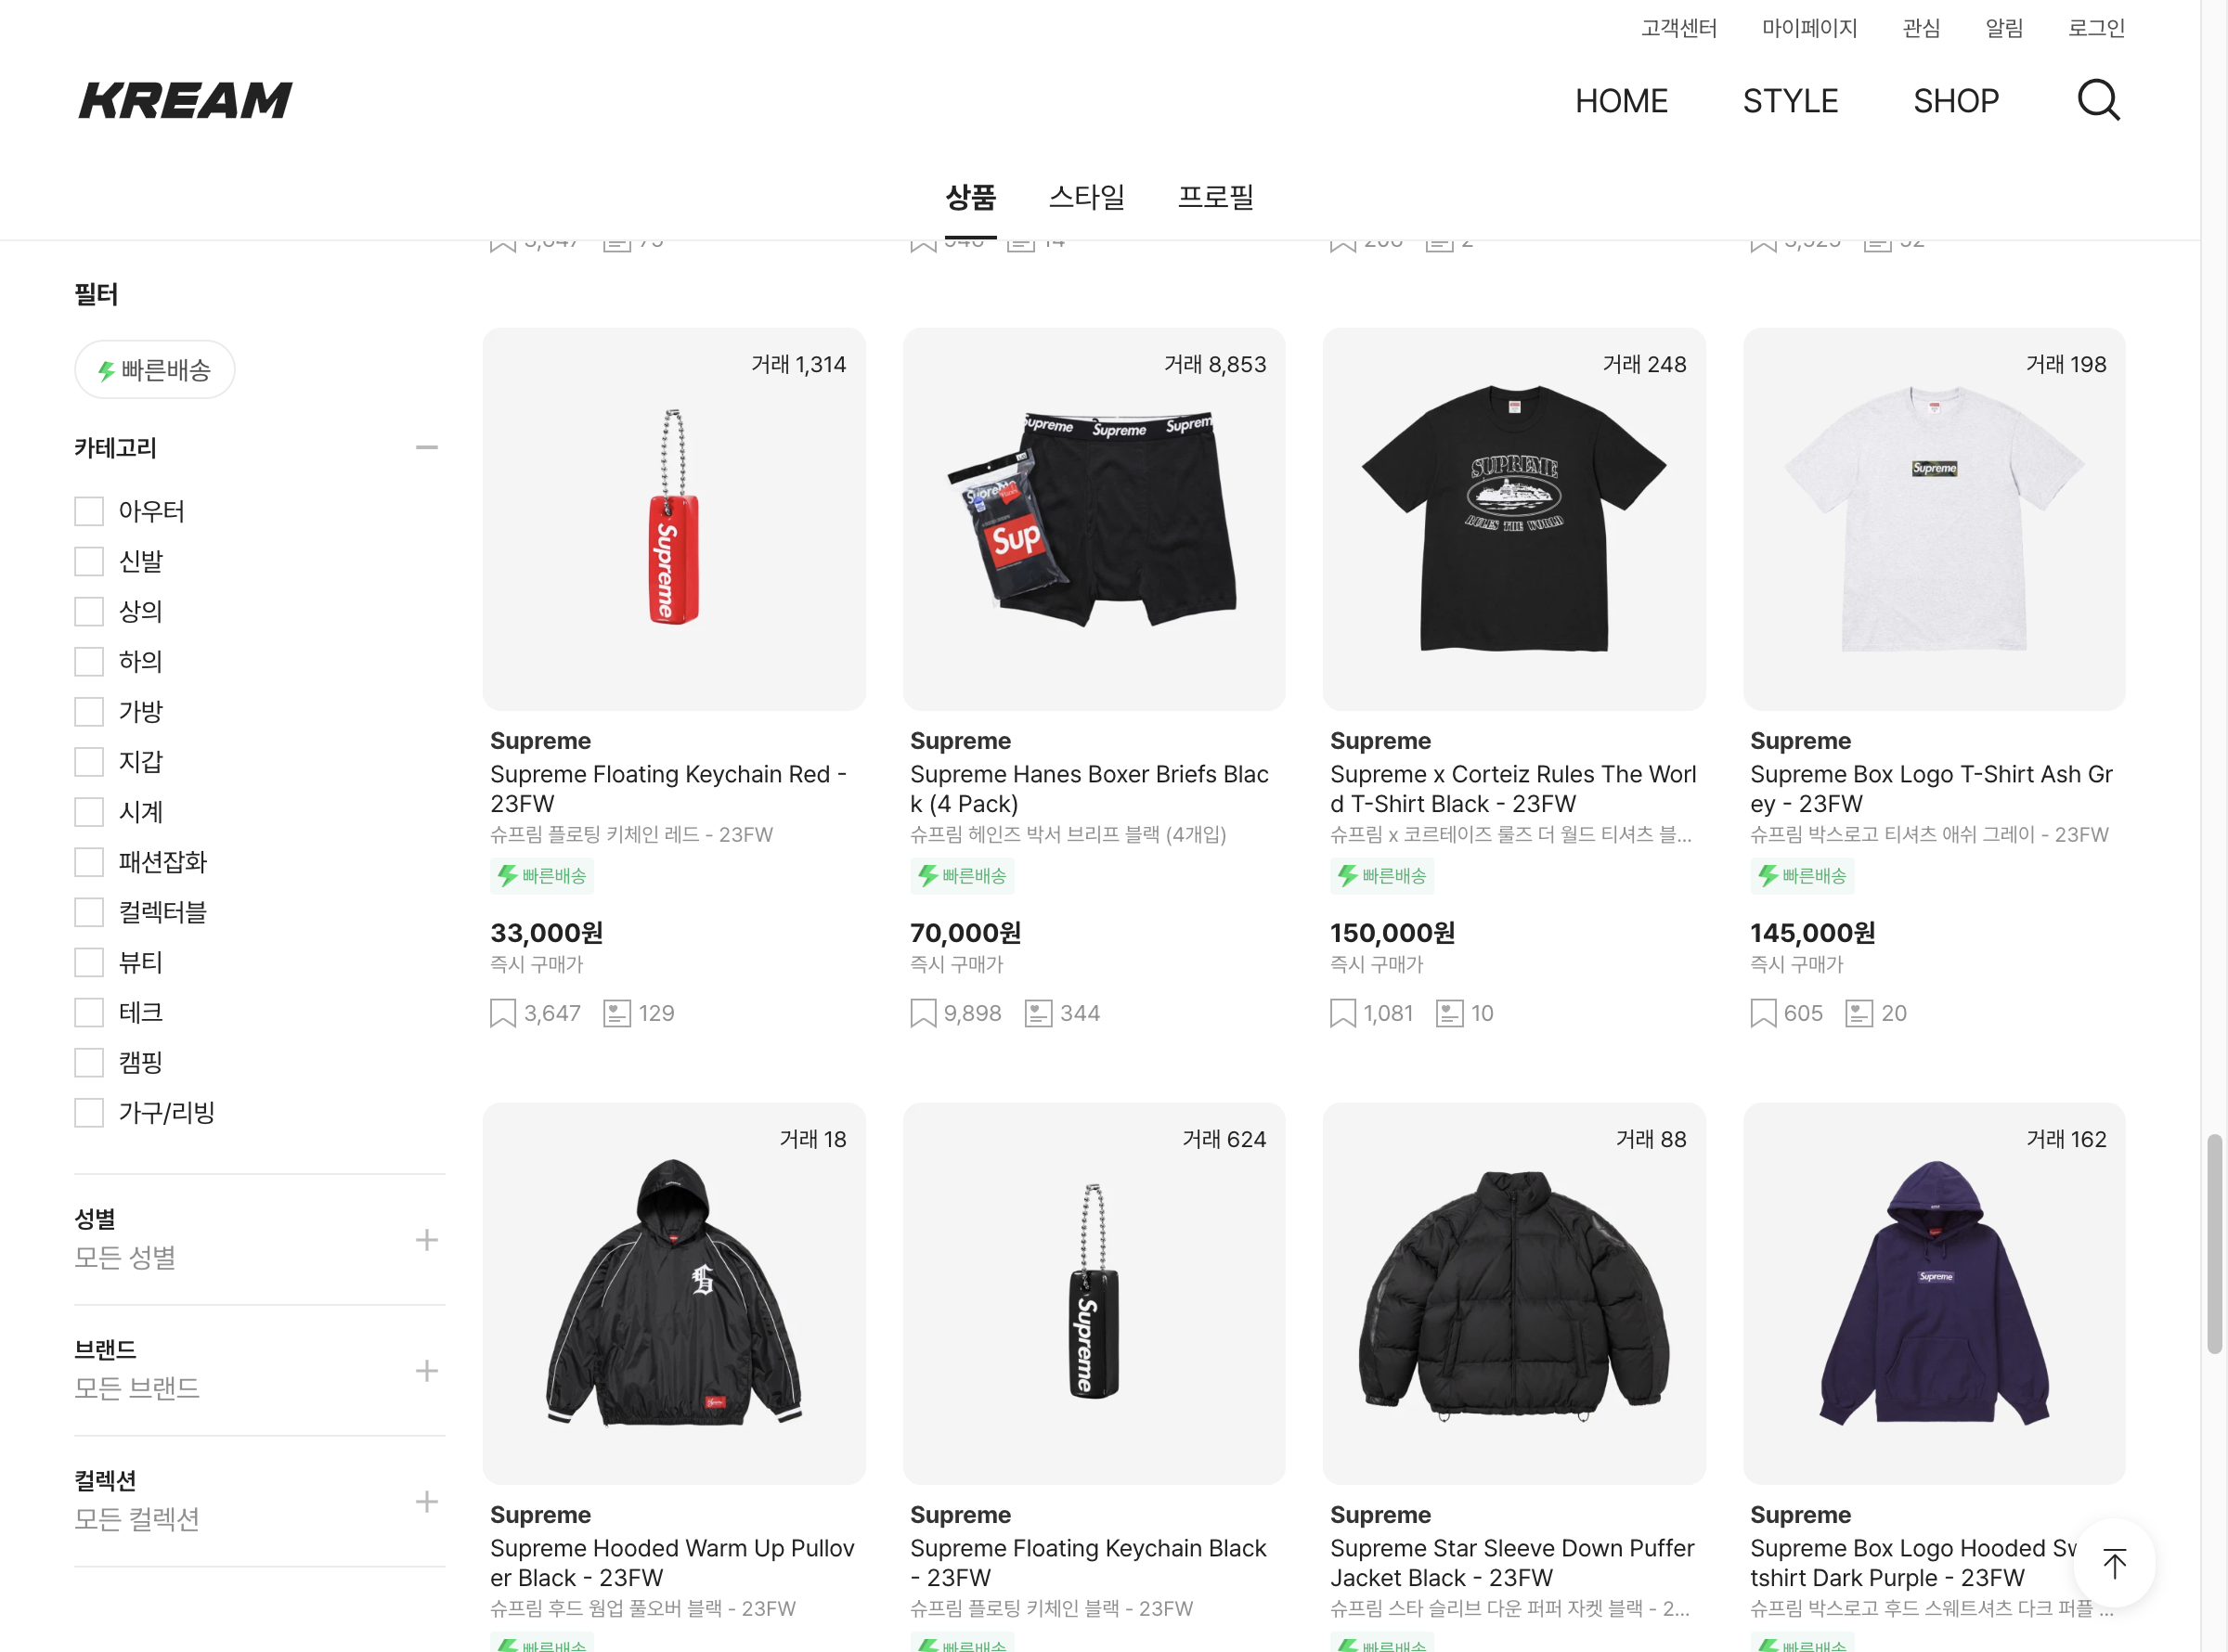 고객센터 마이페이지 관심 알림 로그인
KREAM
HOME STYLE SHOP
상품 스타일 프로필
필터
빠른배송
카테고리
아우터
신발
상의
하의
가방
지갑
시계
패션잡화
컬렉터블
뷰티
테크
캠핑
가구/리빙
성별
모든 성별
브랜드
모든 브랜드
컬렉션
모든 컬렉션
거래 1,314
Supreme
Supreme
Supreme Floating Keychain Red -
23FW
슈프림 플로팅 키체인 레드 - 23FW
빠른배송
33,000원
즉시 구매가
3,647 129
거래 8,853
Supreme Supreme Suprem
Supreme
Sup
Supreme
Supreme Hanes Boxer Briefs Blac
k (4 Pack)
슈프림 헤인즈 박서 브리프 블랙 (4개입)
빠른배송
70,000원
즉시 구매가
9,898 344
거래 248
SUPREME
RULES THE WORLD
Supreme
Supreme x Corteiz Rules The Worl
d T-Shirt Black - 23FW
슈프림 x 코르테이즈 룰즈 더 월드 티셔츠 블...
빠른배송
150,000원
즉시 구매가
1,081 10
거래 198
Supreme
Supreme
Supreme Box Logo T-Shirt Ash Gr
ey - 23FW
슈프림 박스로고 티셔츠 애쉬 그레이 - 23FW
빠른배송
145,000원
즉시 구매가
605 20
거래 18
Supreme
Supreme Hooded Warm Up Pullov
er Black - 23FW
슈프림 후드 웜업 풀오버 블랙 - 23FW
빠른배송
거래 624
Supreme
Supreme
Supreme Floating Keychain Black
- 23FW
슈프림 플로팅 키체인 블랙 - 23FW
빠른배송
거래 88
Supreme
Supreme Star Sleeve Down Puffer
Jacket Black - 23FW
슈프림 스타 슬리브 다운 퍼퍼 자켓 블랙 - 2...
빠른배송
거래 162
Supreme
Supreme
Supreme Box Logo Hooded Sw
tshirt Dark Purple - 23FW
슈프림 박스로고 후드 스웨트셔츠 다크 퍼플 ...
빠른배송